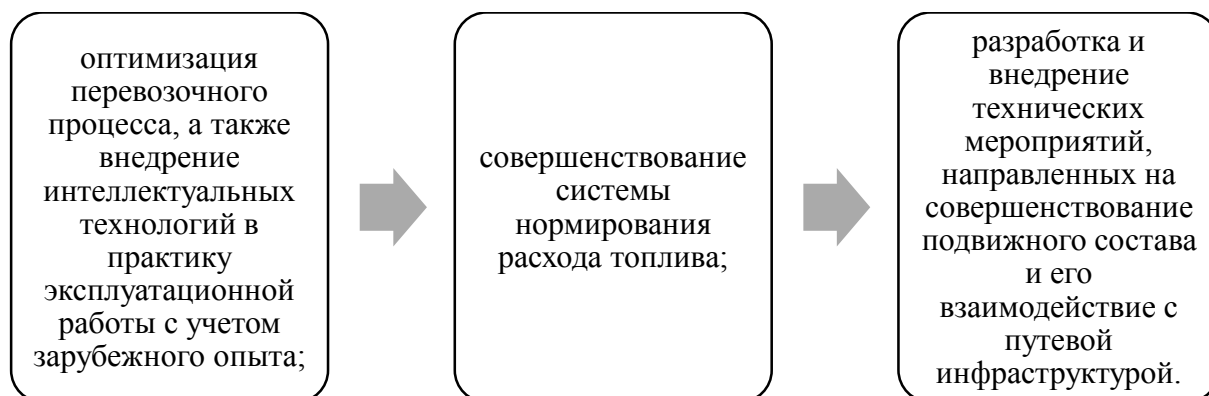 оптимизация
перевозочного
процесса, а также
внедрение
интеллектуальных
технологий в
практику
эксплуатационной
работы с учетом
зарубежного опыта;
совершенствование
системы
нормирования
расхода топлива;
разработка и
внедрение
технических
мероприятий,
направленных на
совершенствование
подвижного состава
и его
взаимодействие с
путевой
инфраструктурой.